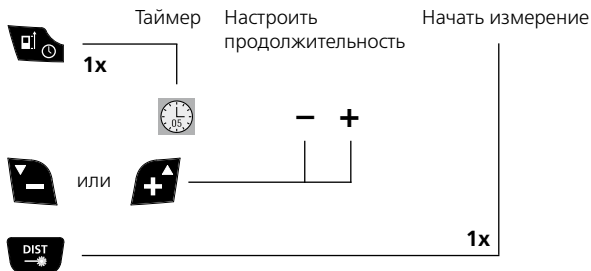 Таймер
Настроить
продолжительность
Начать измерение
1x
05
− +
− или +
DIST
1x